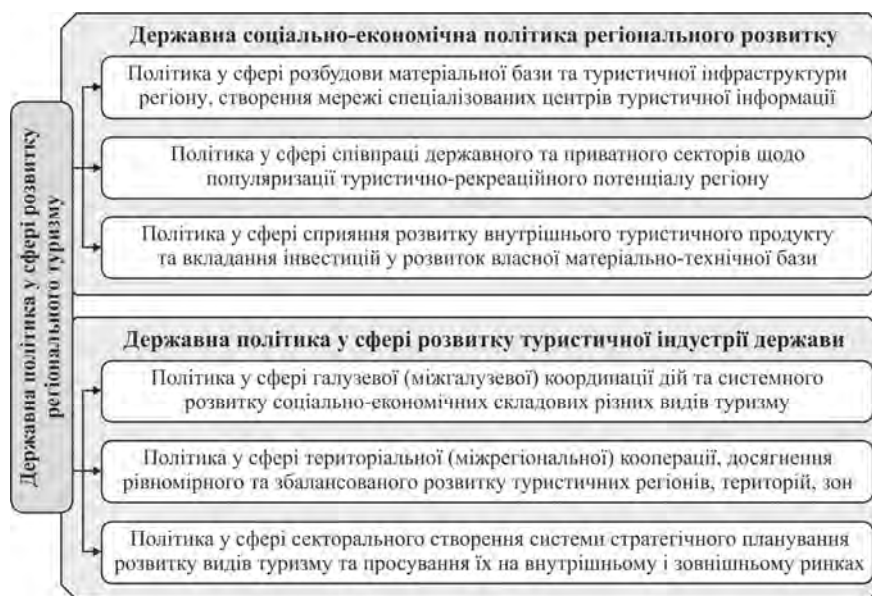 Державна політика у сфері розвитку
регіонального туризму
Державна соціально-економічна політика регіонального розвитку
Політика у сфері розбудови матеріальної бази та туристичної інфраструктури
регіону, створення мережі спеціалізованих центрів туристичної інформації
Політика у сфері співпраці державного та приватного секторів щодо
популяризації туристично-рекреаційного потенціалу регіону
Політика у сфері сприяння розвитку внутрішнього туристичного продукту
та вкладання інвестицій у розвиток власної матеріально-технічної бази
Державна політика у сфері розвитку туристичної індустрії держави
Політика у сфері галузевої (міжгалузевої) координації дій та системного
розвитку соціально-економічних складових різних видів туризму
Політика у сфері територіальної (міжрегіональної) кооперації, досягнення
рівномірного та збалансованого розвитку туристичних регіонів, територій, зон
Політика у сфері секторального створення системи стратегічного планування
розвитку видів туризму та просування їх на внутрішньому і зовнішньому ринках